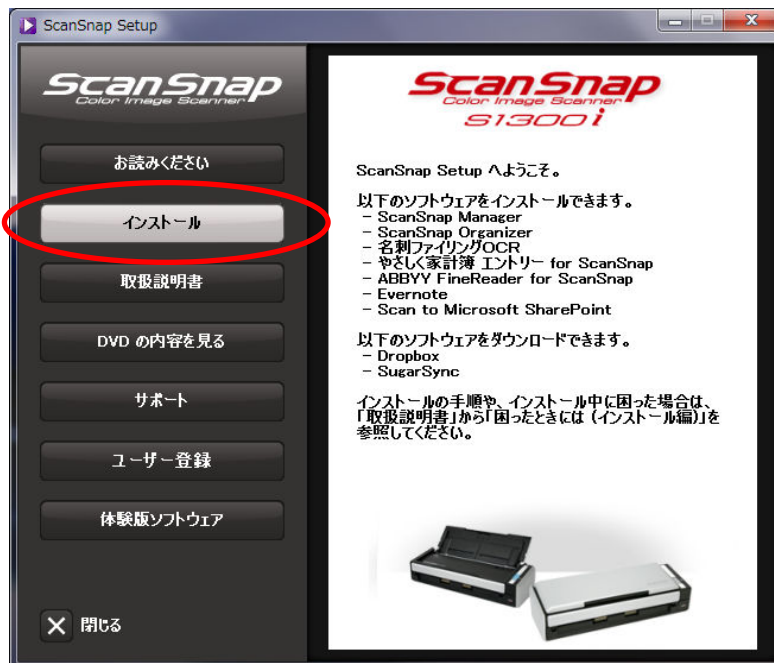 ScanSnap Setup
ScanSnap
Color Image Scanner
お読みください
インストール
取扱説明書
DVD の内容を見る
サポート
ユーザー登録
体験版ソフトウェア
閉じる
ScanSnap
Color Image Scanner
S1300i
ScanSnap Setup へようこそ。
以下のソフトウェアをインストールできます。
- ScanSnap Manager
- ScanSnap Organizer
- 名刺ファイリングOCR
- やさしく家計簿 エントリー for ScanSnap
- ABBYY FineReader for ScanSnap
- Evernote
- Scan to Microsoft SharePoint
以下のソフトウェアをダウンロードできます。
- Dropbox
- SugarSync
インストールの手順や、インストール中に困った場合は、
「取扱説明書」から「困ったときには（インストール編）」を
参照してください。